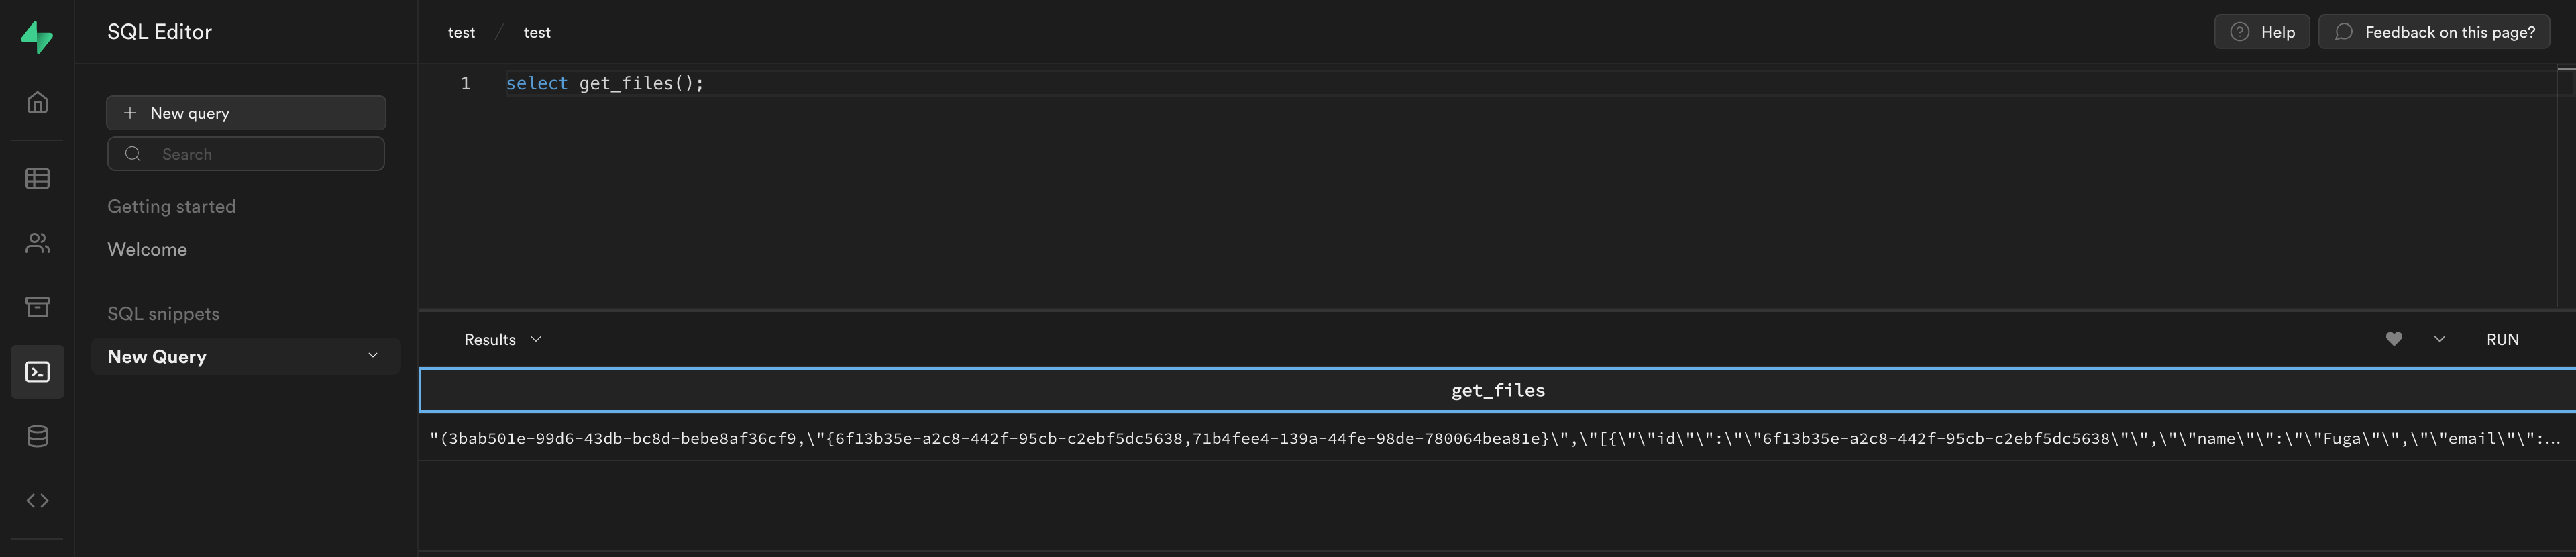 SQL Editor
test / test
Help
Feedback on this page?
New query
Search
Getting started
Welcome
SQL snippets
New Query
1 select get_files();
Results
RUN
get_files
"(3bab501e-99d6-43db-bc8d-bebe8af36cf9,\"{6f13b35e-a2c8-442f-95cb-c2ebf5dc5638,71b4fee4-139a-44fe-98de-780064bea81e}\",\"[{\"\"id\"\":\"\"6f13b35e-a2c8-442f-95cb-c2ebf5dc5638\"\",\"\"name\"\":\"\"Fuga\"\",\"\"email\"\":...